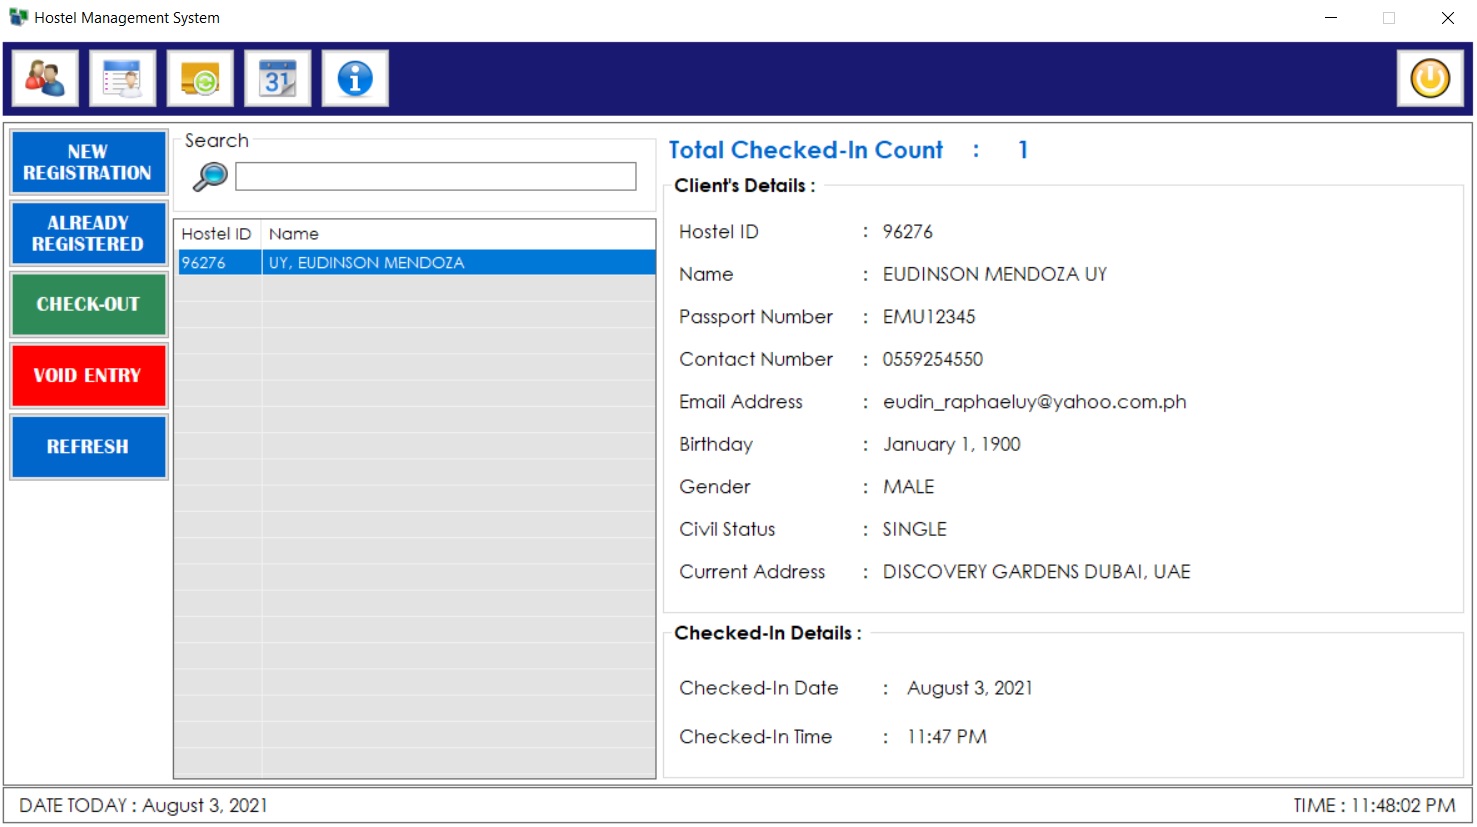 Hostel Management System
31
NEW
REGISTRATION
ALREADY
REGISTERED
CHECK-OUT
VOID ENTRY
REFRESH
Search
Hostel ID Name
96276 UY, EUDINSON MENDOZA
Total Checked-In Count : 1
Client's Details :
Hostel ID : 96276
Name : EUDINSON MENDOZA UY
Passport Number : EMU12345
Contact Number : 0559254550
Email Address : eudin_raphaeluy@yahoo.com.ph
Birthday : January 1, 1900
Gender : MALE
Civil Status : SINGLE
Current Address : DISCOVERY GARDENS DUBAI, UAE
Checked-In Details :
Checked-In Date : August 3, 2021
Checked-In Time : 11:47 PM
DATE TODAY : August 3, 2021
TIME : 11:48:02 PM